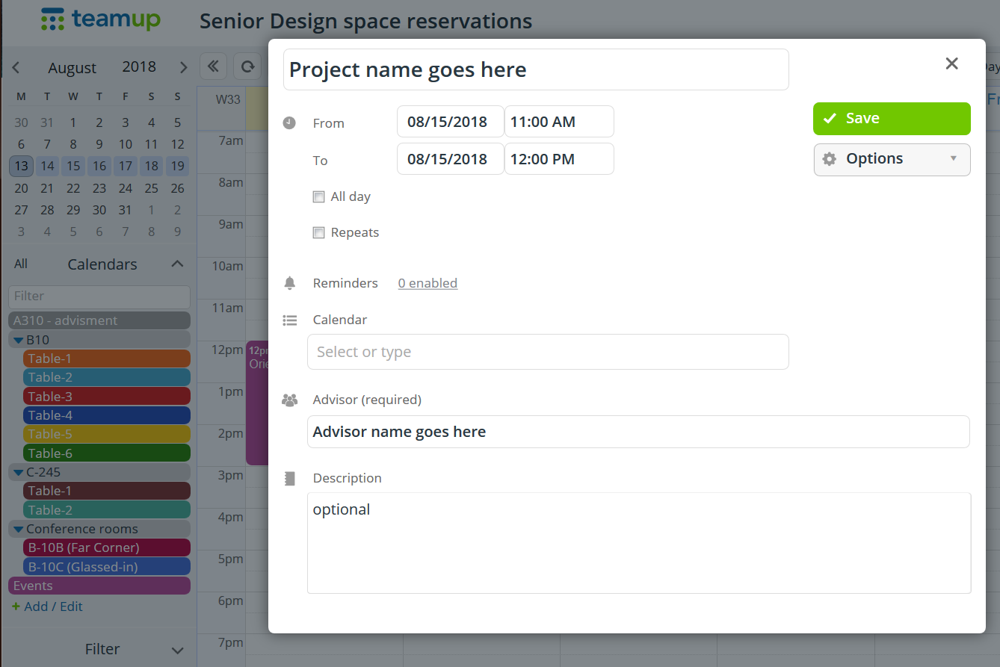 teamup
Senior Design space reservations
August 2018
M T W T F S S
30 31 1 2 3 4 5
6 7 8 9 10 11 12
13 14 15 16 17 18 19
20 21 22 23 24 25 26
27 28 29 30 31 1 2
3 4 5 6 7 8 9
All Calendars
Filter
A310 - advisment
B10
Table-1
Table-2
Table-3
Table-4
Table-5
Table-6
C-245
Table-1
Table-2
Conference rooms
B-10B (Far Corner)
B-10C (Glassed-in)
Events
+ Add / Edit
Filter
W33
7am
8am
9am
10am
11am
12pm
1pm
2pm
3pm
4pm
5pm
6pm
7pm
Project name goes here
From 08/15/2018 11:00 AM
To 08/15/2018 12:00 PM
All day
Repeats
Save
Options
Reminders 0 enabled
Calendar
Select or type
Advisor (required)
Advisor name goes here
Description
optional